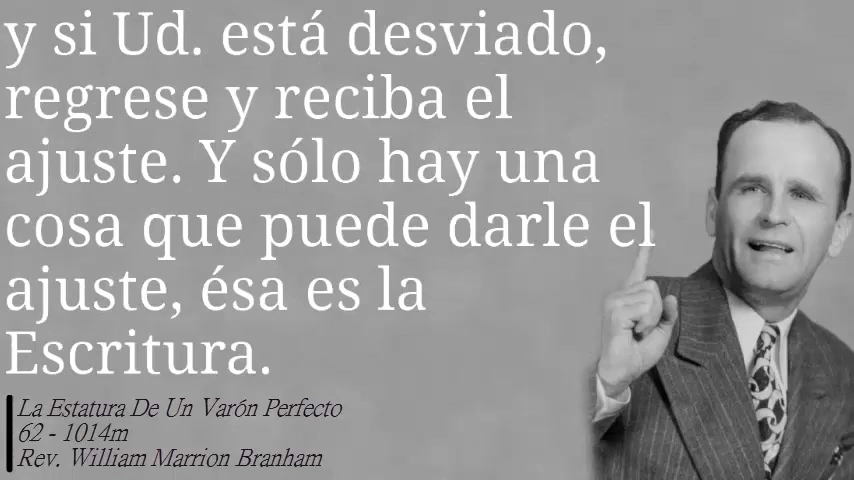 y si Ud. está desviado,
regrese y reciba el
ajuste. Y sólo hay una
cosa que puede darle el
ajuste, ésa es la
Escritura.
La Estatura De Un Varón Perfecto
62 - 1014m
Rev. William Marrion Branham